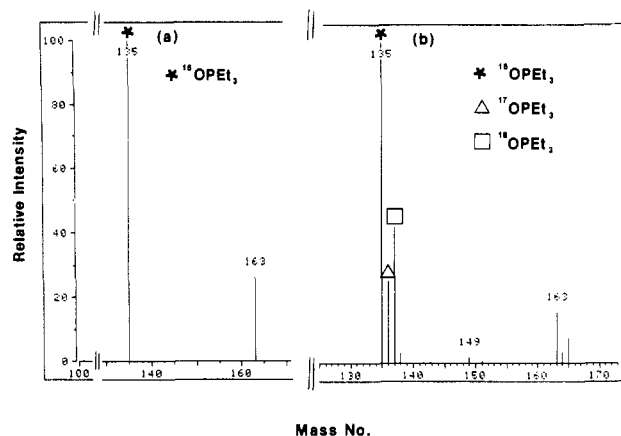 (a)
135
★ ¹⁶OPEt₃
163
100
80
60
40
20
0
100 140 160
Relative Intensity
(b)
135
★ ¹⁶OPEt₃
△ ¹⁷OPEt₃
□ ¹⁸OPEt₃
149
163
130 140 150 160 170
Mass No.